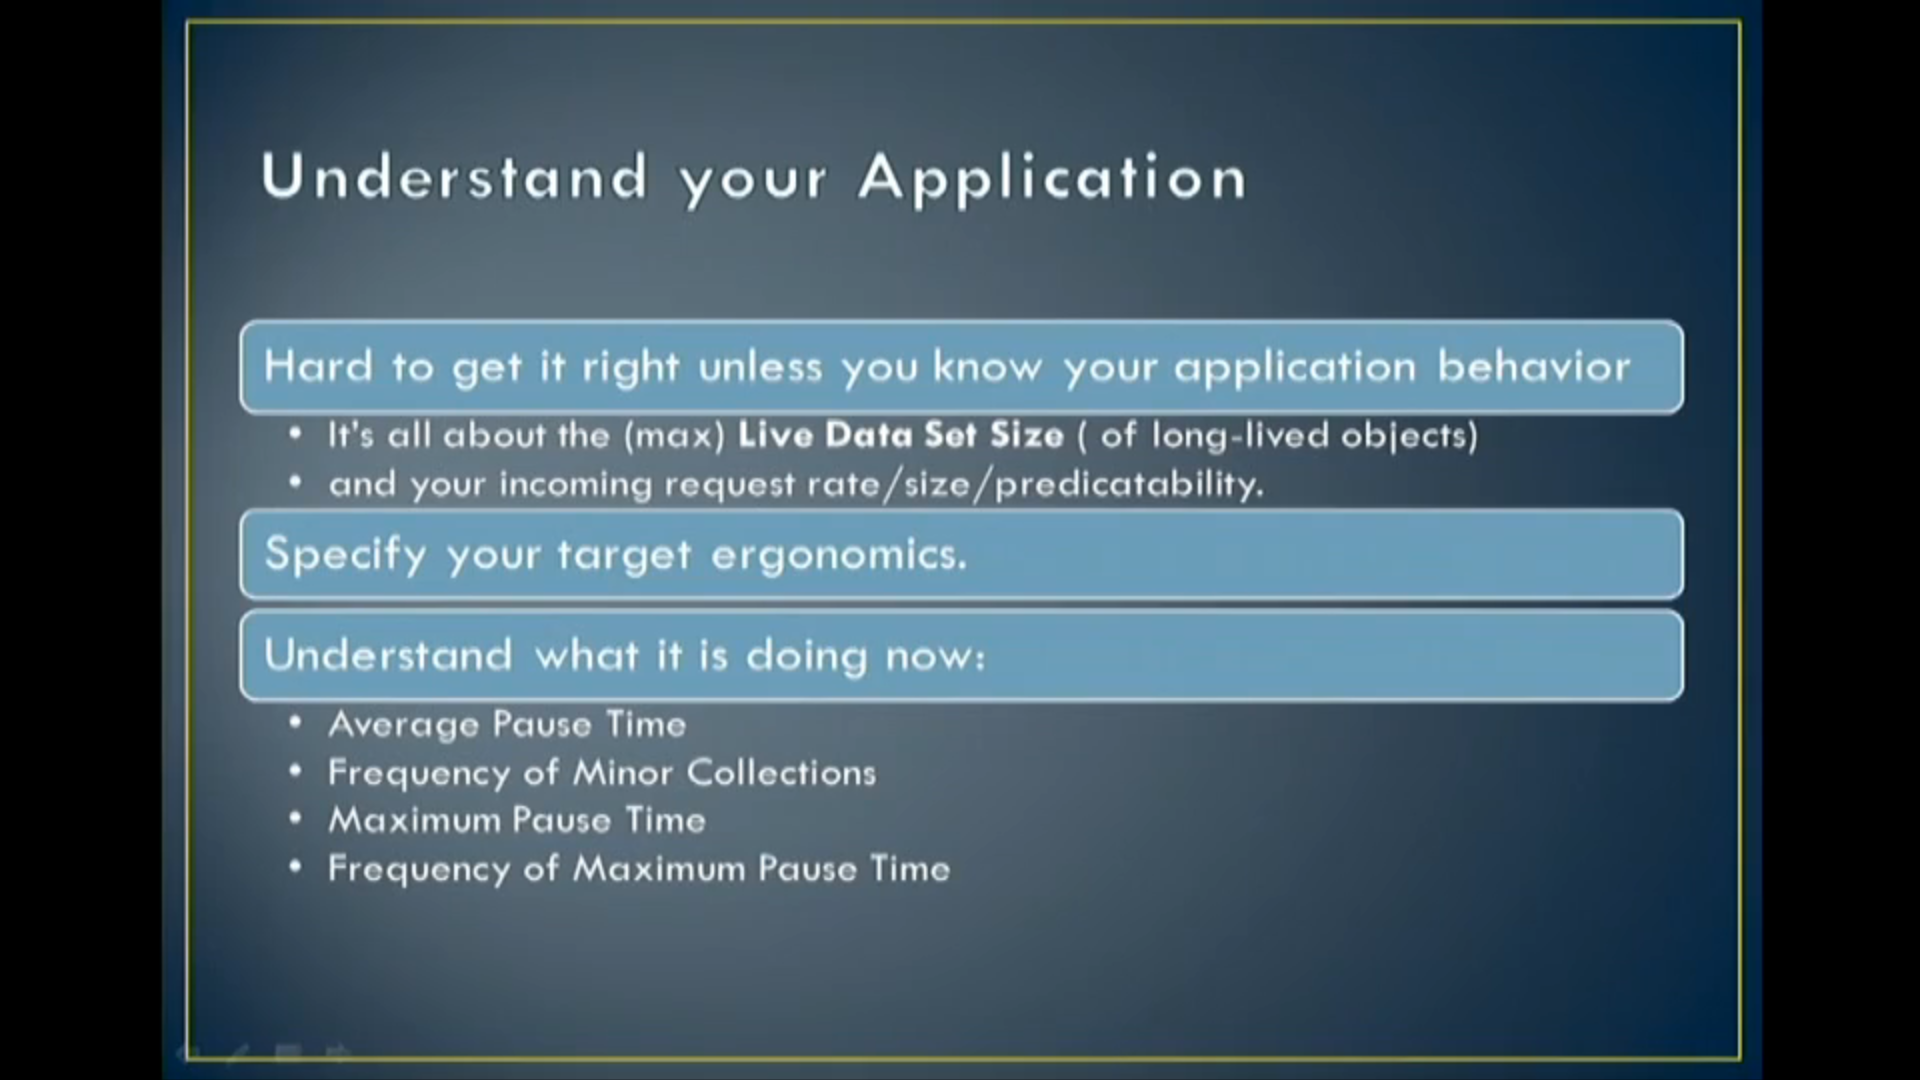 Understand your Application
Hard to get it right unless you know your application behavior
• It's all about the (max) Live Data Set Size ( of long-lived objects)
• and your incoming request rate/size/predicatability.
Specify your target ergonomics.
Understand what it is doing now:
• Average Pause Time
• Frequency of Minor Collections
• Maximum Pause Time
• Frequency of Maximum Pause Time